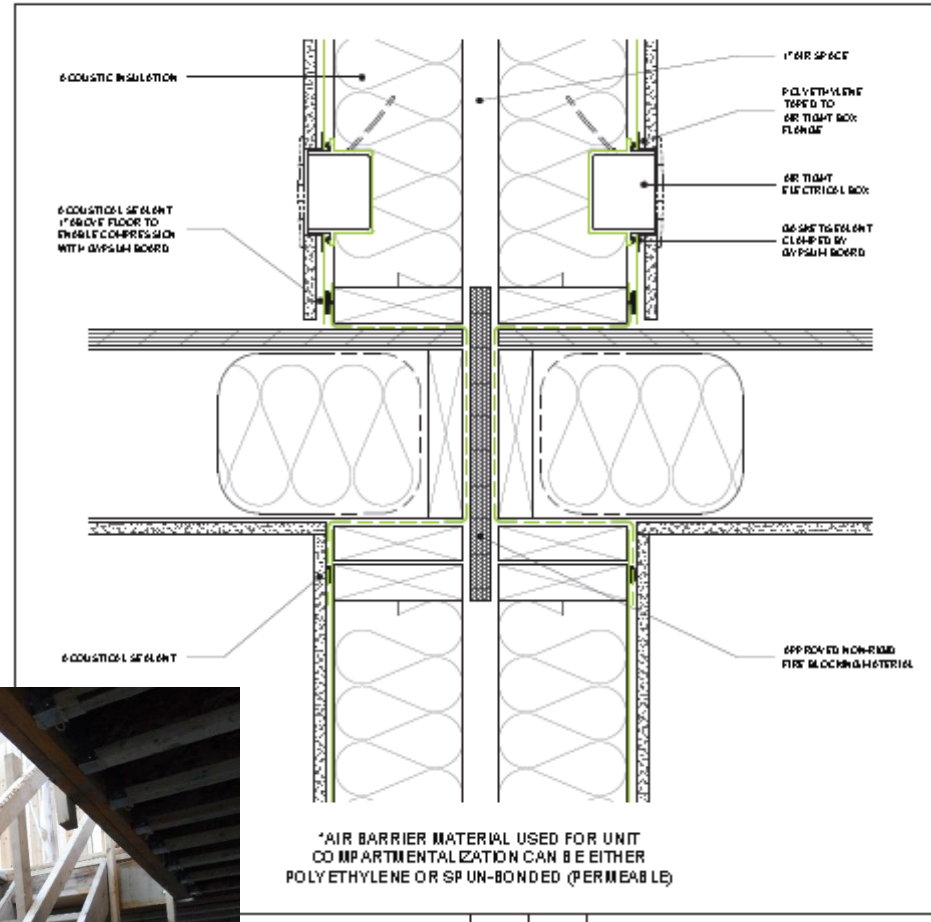 ACOUSTIC INSULATION
1" AIR SPACE
POLYETHYLENE
TAPED TO
AIR TIGHT BOX
FLANGE
AIR TIGHT
ELECTRICAL BOX
ACOUSTICAL SEALANT
1" ABOVE FLOOR TO
ENABLE COMPRESSION
WITH GYPSUM BOARD
GASKET SEALANT
CLAMPED BY
GYPSUM BOARD
ACOUSTICAL SEALANT
APPROVED NON-RIGID
FIRE BLOCKING MATERIAL
*AIR BARRIER MATERIAL USED FOR UNIT
COMPARTMENTALIZATION CAN BE EITHER
POLYETHYLENE OR SPUN-BONDED (PERMEABLE)